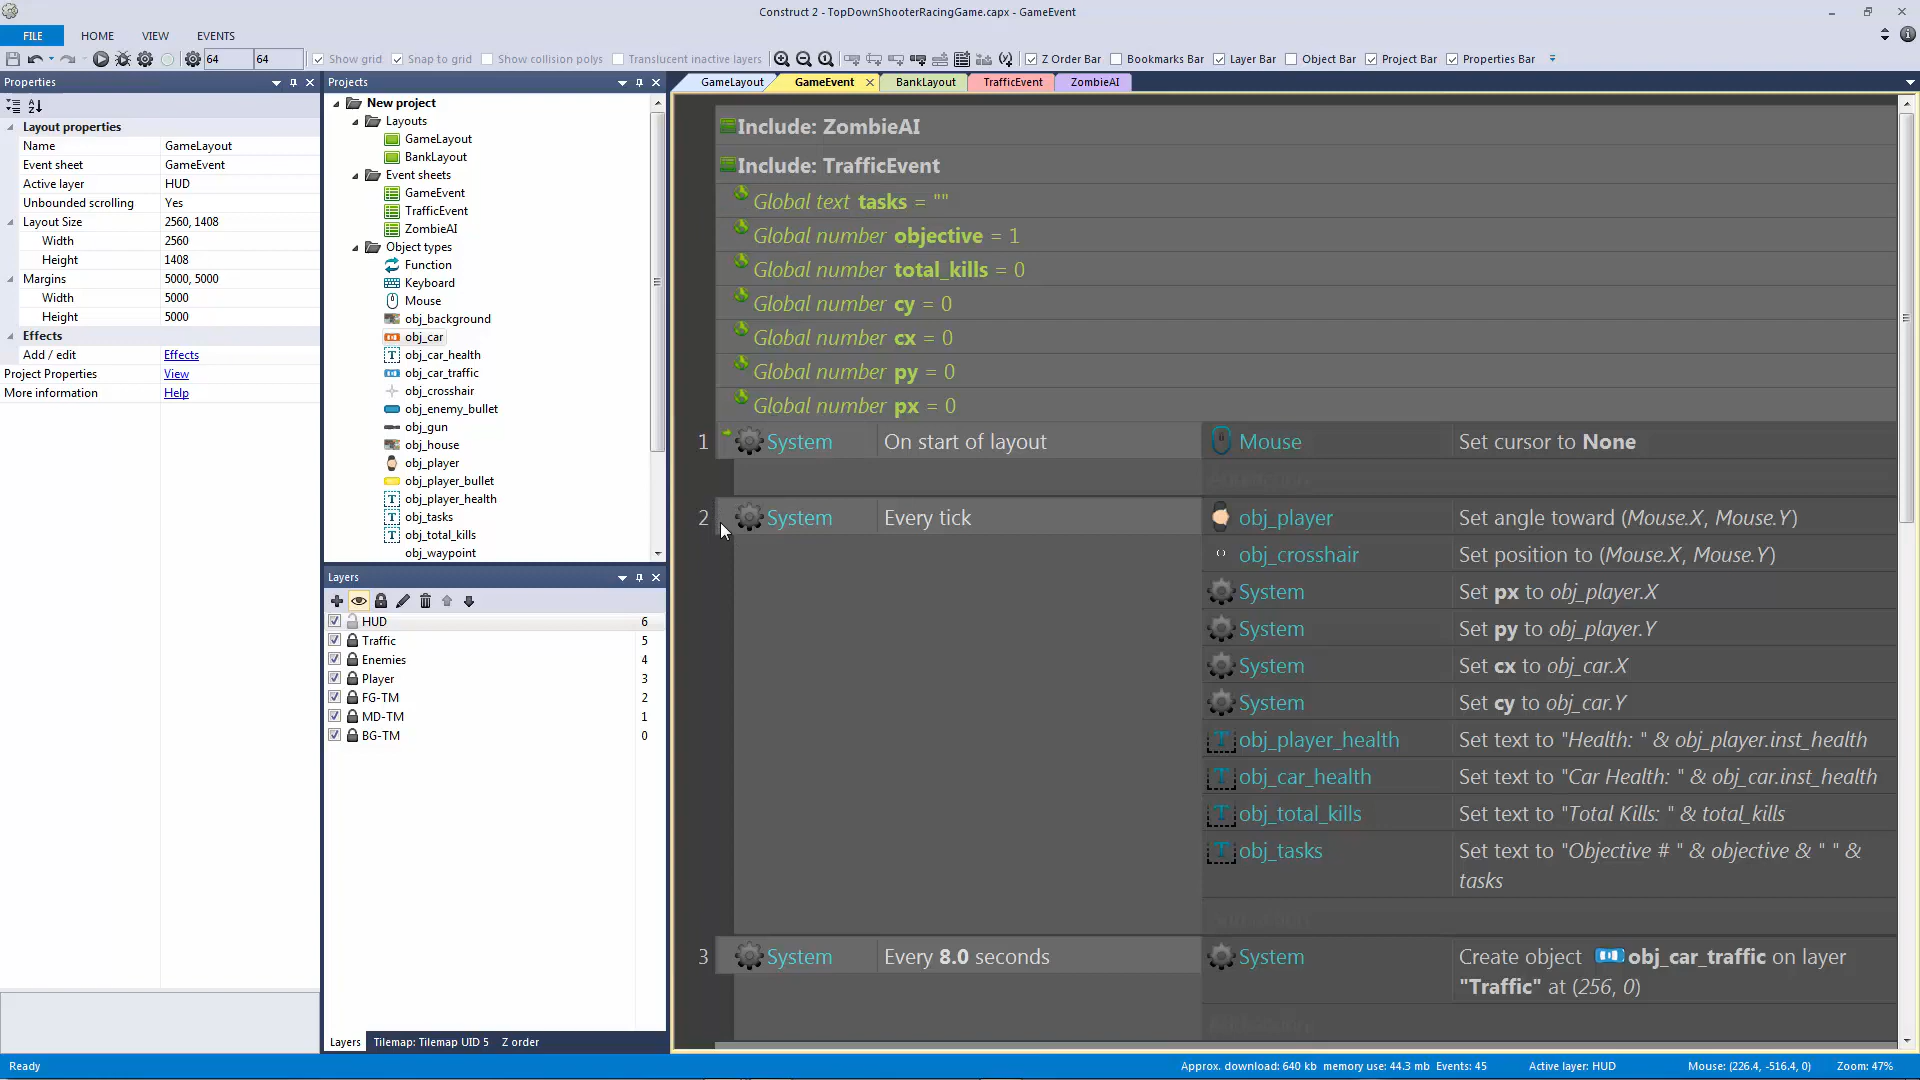 Construct 2 - TopDownShooterRacingGame.capx - GameEvent
FILE HOME VIEW EVENTS
64 64 Show grid Snap to grid Show collision polys Translucent inactive layers Z Order Bar Bookmarks Bar Layer Bar Object Bar Project Bar Properties Bar
Properties
Layout properties
Name GameLayout
Event sheet GameEvent
Active layer HUD
Unbounded scrolling Yes
Layout Size 2560, 1408
Width 2560
Height 1408
Margins 5000, 5000
Width 5000
Height 5000
Effects
Add / edit Effects
Project Properties View
More information Help
Projects
New project
Layouts
GameLayout
BankLayout
Event sheets
GameEvent
TrafficEvent
ZombieAI
Object types
Function
Keyboard
Mouse
obj_background
obj_car
obj_car_health
obj_car_traffic
obj_crosshair
obj_enemy_bullet
obj_gun
obj_house
obj_player
obj_player_bullet
obj_player_health
obj_tasks
obj_total_kills
obj_waypoint
Layers
HUD 6
Traffic 5
Enemies 4
Player 3
FG-TM 2
MD-TM 1
BG-TM 0
Layers Tilemap: Tilemap UID 5 Z order
GameLayout GameEvent BankLayout TrafficEvent ZombieAI
Include: ZombieAI
Include: TrafficEvent
Global text tasks = ""
Global number objective = 1
Global number total_kills = 0
Global number cy = 0
Global number cx = 0
Global number py = 0
Global number px = 0
1 System On start of layout Mouse Set cursor to None
2 System Every tick obj_player Set angle toward (Mouse.X, Mouse.Y)
obj_crosshair Set position to (Mouse.X, Mouse.Y)
System Set px to obj_player.X
System Set py to obj_player.Y
System Set cx to obj_car.X
System Set cy to obj_car.Y
obj_player_health Set text to "Health: " & obj_player.inst_health
obj_car_health Set text to "Car Health: " & obj_car.inst_health
obj_total_kills Set text to "Total Kills: " & total_kills
obj_tasks Set text to "Objective # " & objective & " " &
tasks
3 System Every 8.0 seconds System Create object obj_car_traffic on layer
"Traffic" at (256, 0)
Ready Approx. download: 640 kb memory use: 44.3 mb Events: 45 Active layer: HUD Mouse: (226.4, -516.4, 0) Zoom: 47%